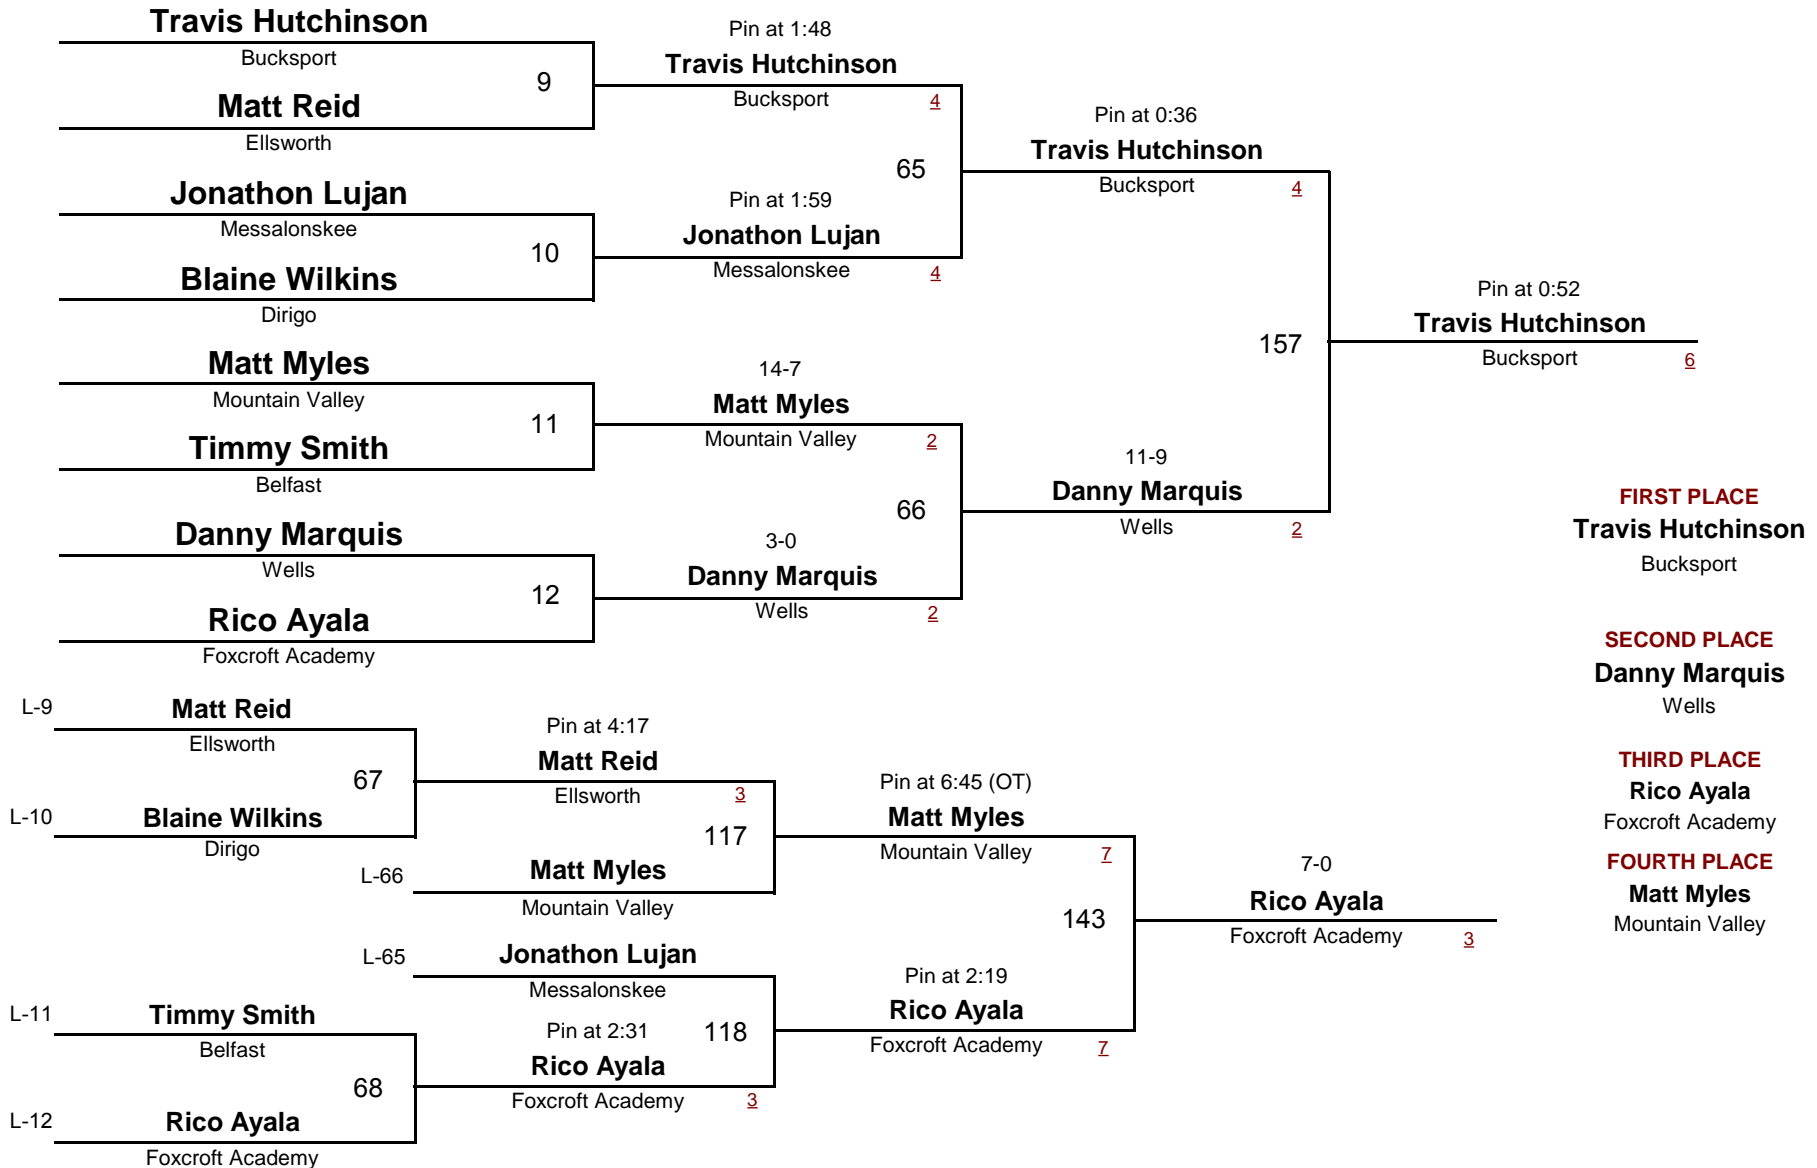 Travis Hutchinson
Bucksport
9
Matt Reid
Ellsworth
Jonathon Lujan
Messalonskee
10
Blaine Wilkins
Dirigo
Matt Myles
Mountain Valley
11
Timmy Smith
Belfast
Danny Marquis
Wells
12
Rico Ayala
Foxcroft Academy
Pin at 1:48
Travis Hutchinson
Bucksport 4
65
Pin at 1:59
Jonathon Lujan
Messalonskee 4
14-7
Matt Myles
Mountain Valley 2
66
3-0
Danny Marquis
Wells 2
Pin at 0:36
Travis Hutchinson
Bucksport 4
157
11-9
Danny Marquis
Wells 2
Pin at 0:52
Travis Hutchinson
Bucksport 6
FIRST PLACE
Travis Hutchinson
Bucksport
SECOND PLACE
Danny Marquis
Wells
THIRD PLACE
Rico Ayala
Foxcroft Academy
FOURTH PLACE
Matt Myles
Mountain Valley
L-9 Matt Reid
Ellsworth
67
L-10 Blaine Wilkins
Dirigo
L-11 Timmy Smith
Belfast
68
L-12 Rico Ayala
Foxcroft Academy
Pin at 4:17
Matt Reid
Ellsworth 3
117
L-66 Matt Myles
Mountain Valley
L-65 Jonathon Lujan
Messalonskee
Pin at 2:31 118
Rico Ayala
Foxcroft Academy 3
Pin at 6:45 (OT)
Matt Myles
Mountain Valley 7
143
Pin at 2:19
Rico Ayala
Foxcroft Academy 7
7-0
Rico Ayala
Foxcroft Academy 3